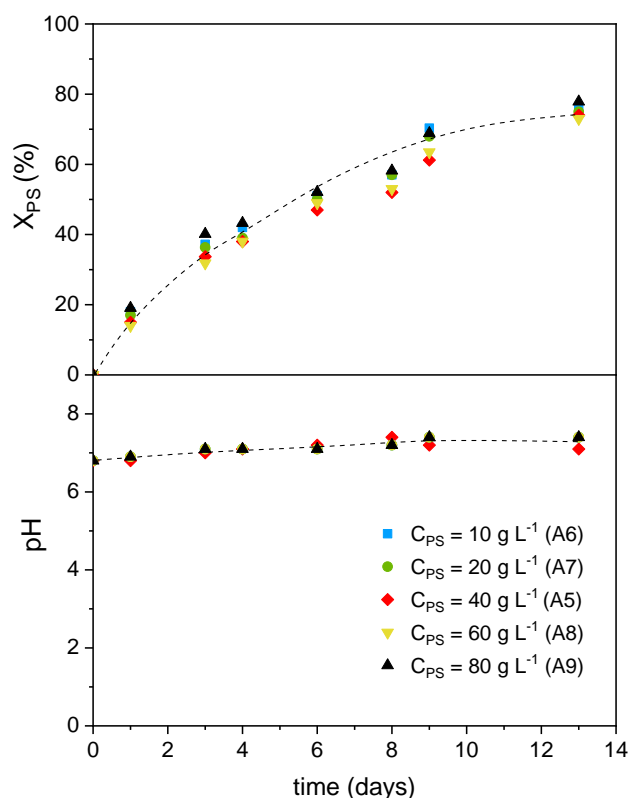 100
80
60
40
20
0
X_PS (%)
8
6
4
2
0
pH
C_PS = 10 g L⁻¹ (A6)
C_PS = 20 g L⁻¹ (A7)
C_PS = 40 g L⁻¹ (A5)
C_PS = 60 g L⁻¹ (A8)
C_PS = 80 g L⁻¹ (A9)
0 2 4 6 8 10 12 14
time (days)